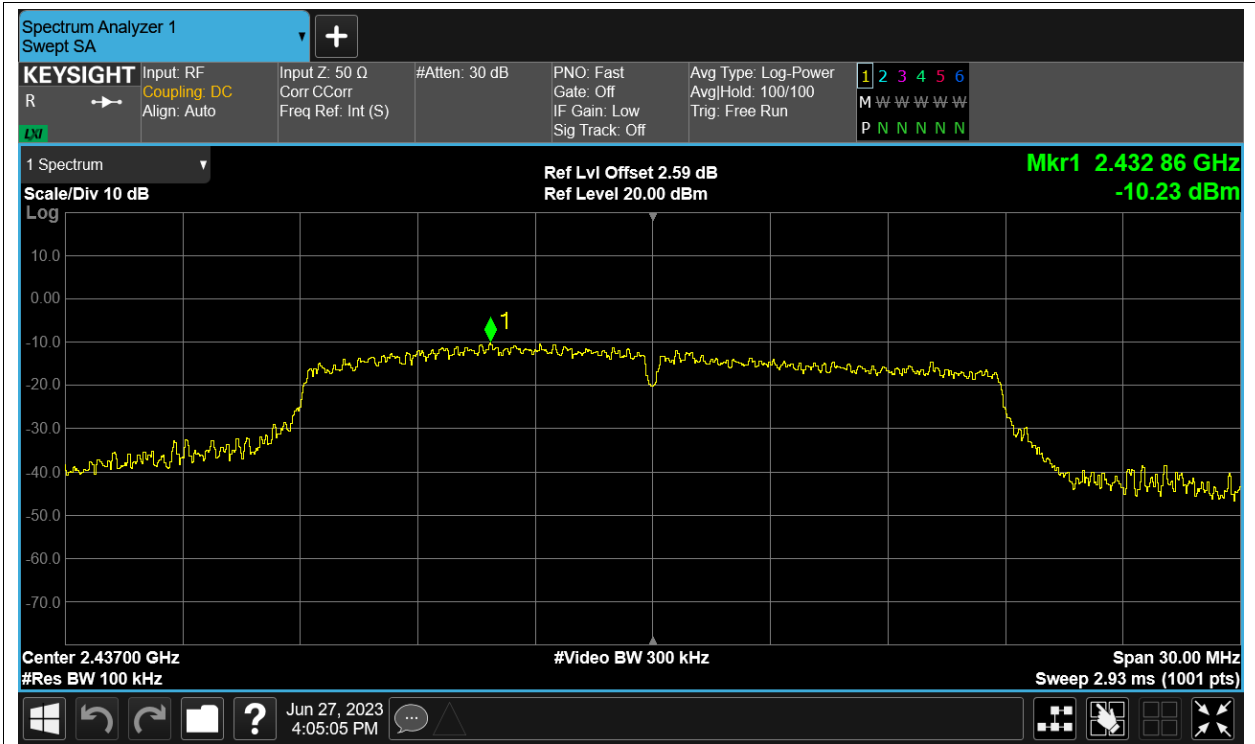 Spectrum Analyzer 1
Swept SA
+
KEYSIGHT
R
LXI
Input: RF
Coupling: DC
Align: Auto
Input Z: 50 Ω
Corr CCorr
Freq Ref: Int (S)
#Atten: 30 dB
PNO: Fast
Gate: Off
IF Gain: Low
Sig Track: Off
Avg Type: Log-Power
Avg|Hold: 100/100
Trig: Free Run
1 2 3 4 5 6
M W W W W W
P N N N N N
1 Spectrum
Scale/Div 10 dB
Log
Ref Lvl Offset 2.59 dB
Ref Level 20.00 dBm
Mkr1 2.432 86 GHz
-10.23 dBm
1
10.0
0.00
-10.0
-20.0
-30.0
-40.0
-50.0
-60.0
-70.0
Center 2.43700 GHz
#Res BW 100 kHz
#Video BW 300 kHz
Span 30.00 MHz
Sweep 2.93 ms (1001 pts)
?
Jun 27, 2023
4:05:05 PM